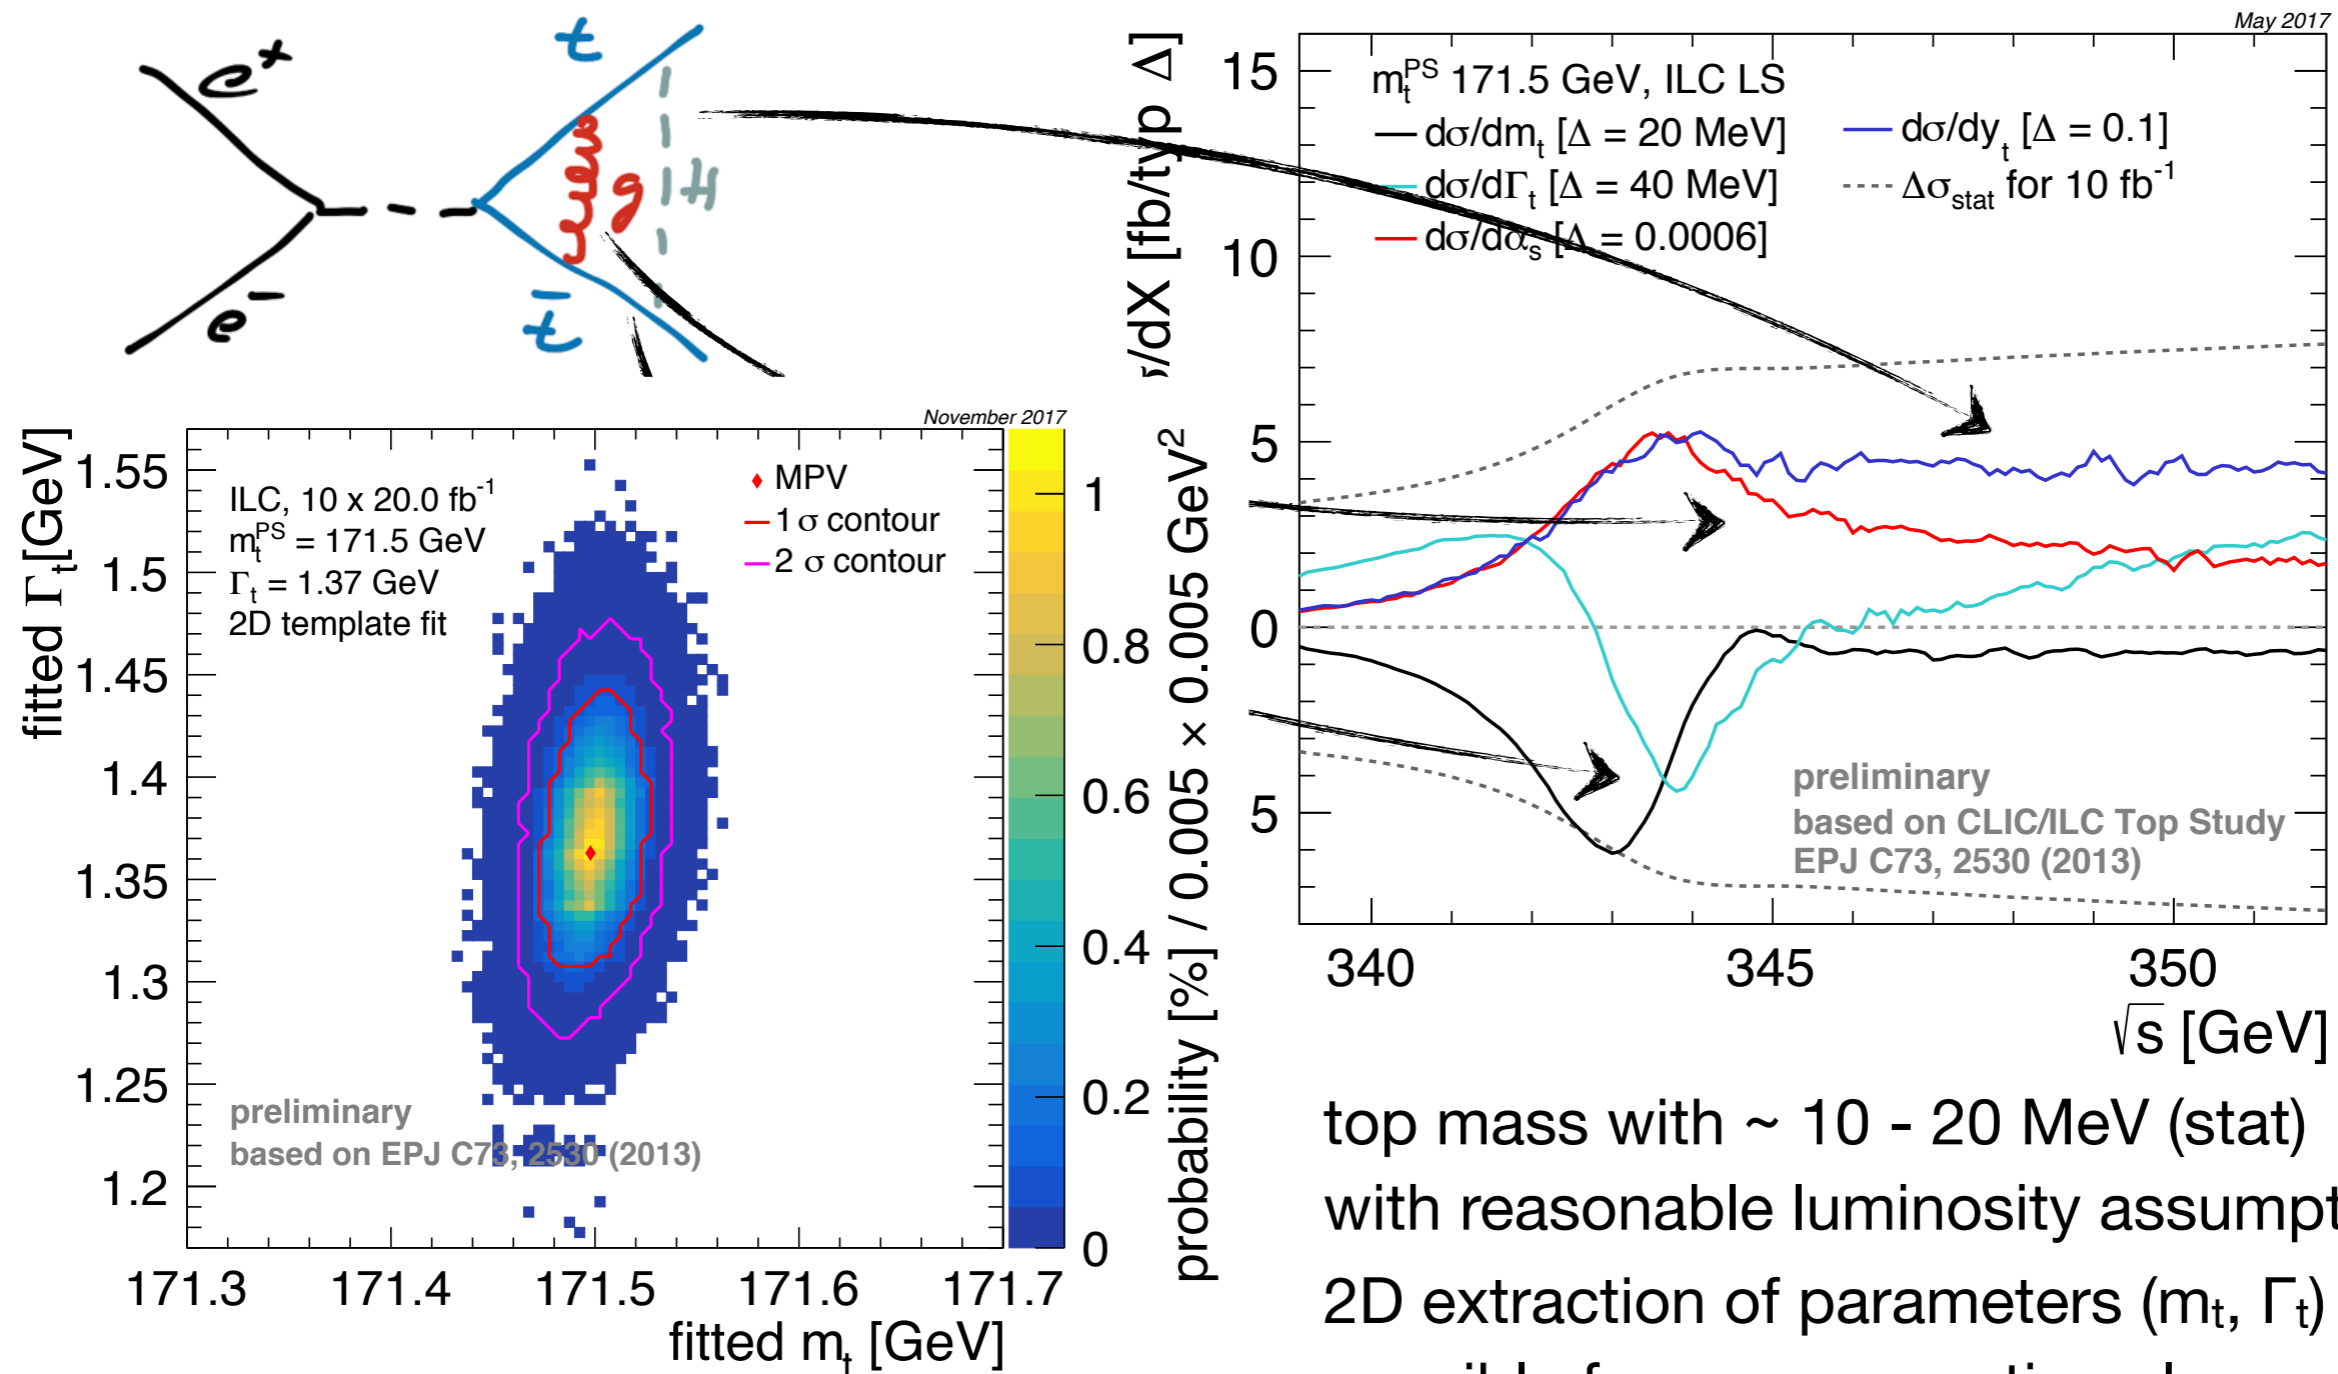 e+
e-
t
t̄
g
H
May 2017
/dX [fb/typ Δ]
15
10
5
0
5
m_t^PS 171.5 GeV, ILC LS
dσ/dm_t [Δ = 20 MeV]
dσ/dΓ_t [Δ = 40 MeV]
dσ/dα_s [Δ = 0.0006]
dσ/dy_t [Δ = 0.1]
Δσ_stat for 10 fb^-1
preliminary
based on CLIC/ILC Top Study
EPJ C73, 2530 (2013)
340 345 350
√s [GeV]
November 2017
fitted Γ_t[GeV]
1.55
1.5
1.45
1.4
1.35
1.3
1.25
1.2
ILC, 10 x 20.0 fb^-1
m_t^PS = 171.5 GeV
Γ_t = 1.37 GeV
2D template fit
MPV
1 σ contour
2 σ contour
preliminary
based on EPJ C73, 2530 (2013)
171.3 171.4 171.5 171.6 171.7
fitted m_t [GeV]
1
0.8
0.6
0.4
0.2
0
probability [%] / 0.005 × 0.005 GeV²
top mass with ~ 10 - 20 MeV (stat)
with reasonable luminosity assumpt
2D extraction of parameters (m_t, Γ_t)